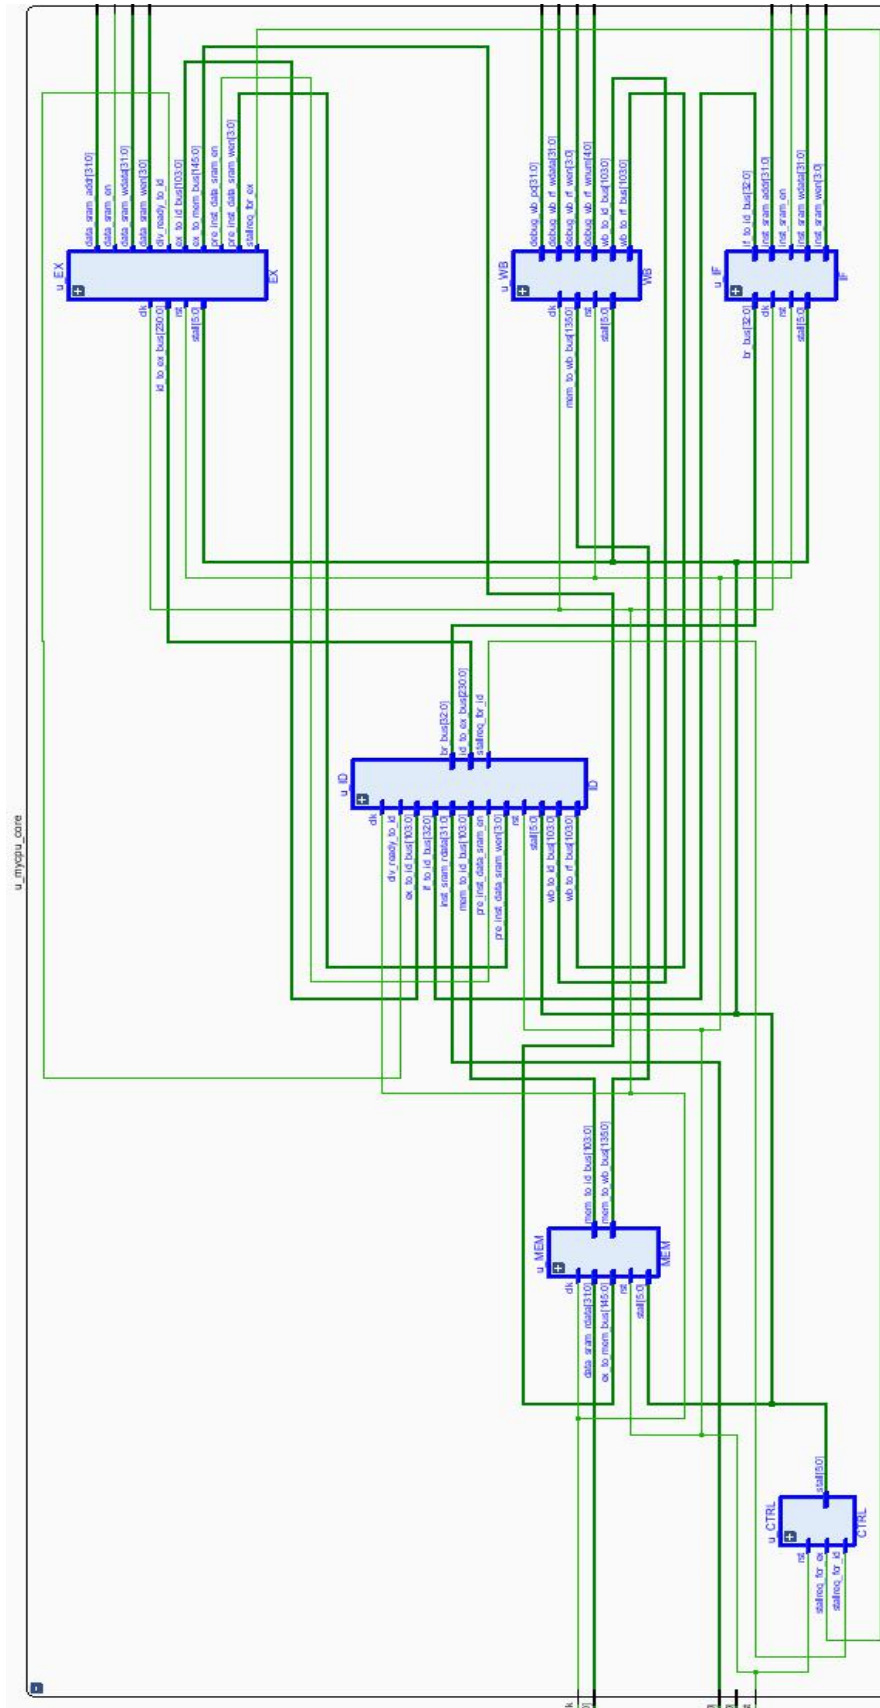 u_mycpu_core
u_EX
clk
id_to_ex_bus[230:0]
rst
stall[5:0]
data_sram_addr[31:0]
data_sram_en
data_sram_wdata[31:0]
data_sram_wen[3:0]
div_ready_to_id
ex_to_id_bus[103:0]
ex_to_mem_bus[145:0]
pre_inst_data_sram_en
pre_inst_data_sram_wen[3:0]
stallreq_for_ex
EX
u_WB
clk
mem_to_wb_bus[135:0]
rst
stall[5:0]
debug_wb_pc[31:0]
debug_wb_rf_wdata[31:0]
debug_wb_rf_wen[3:0]
debug_wb_rf_wnum[4:0]
wb_to_id_bus[103:0]
wb_to_rf_bus[103:0]
WB
u_IF
br_bus[32:0]
clk
rst
stall[5:0]
if_to_id_bus[32:0]
inst_sram_addr[31:0]
inst_sram_en
inst_sram_wdata[31:0]
inst_sram_wen[3:0]
IF
u_ID
clk
div_ready_to_id
ex_to_id_bus[103:0]
if_to_id_bus[32:0]
inst_sram_rdata[31:0]
mem_to_id_bus[103:0]
pre_inst_data_sram_en
pre_inst_data_sram_wen[3:0]
rst
stall[5:0]
wb_to_id_bus[103:0]
wb_to_rf_bus[103:0]
br_bus[32:0]
id_to_ex_bus[230:0]
stallreq_for_id
ID
u_MEM
clk
data_sram_rdata[31:0]
ex_to_mem_bus[145:0]
rst
stall[5:0]
mem_to_id_bus[103:0]
mem_to_wb_bus[135:0]
MEM
u_CTRL
rst
stallreq_for_ex
stallreq_for_id
stall[5:0]
CTRL